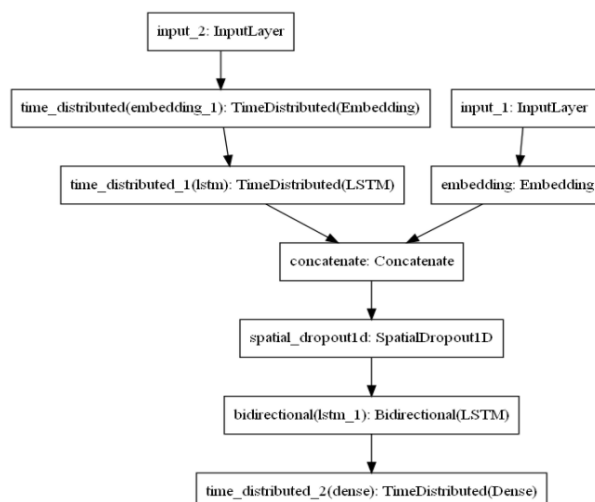 input_2: InputLayer
time_distributed(embedding_1): TimeDistributed(Embedding)
input_1: InputLayer
time_distributed_1(lstm): TimeDistributed(LSTM)
embedding: Embedding
concatenate: Concatenate
spatial_dropout1d: SpatialDropout1D
bidirectional(lstm_1): Bidirectional(LSTM)
time_distributed_2(dense): TimeDistributed(Dense)